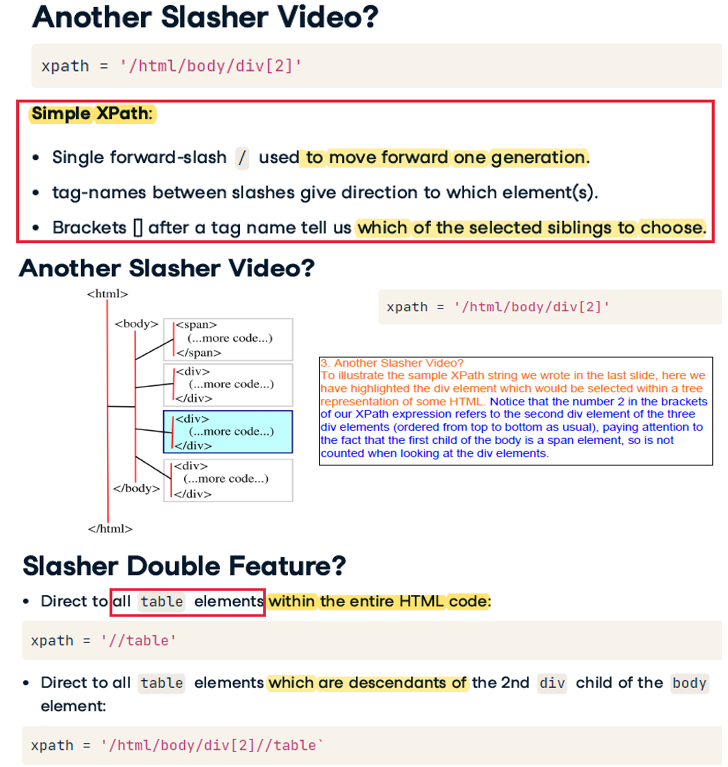 Another Slasher Video?
xpath = '/html/body/div[2]'
Simple XPath:
• Single forward-slash / used to move forward one generation.
• tag-names between slashes give direction to which element(s).
• Brackets [] after a tag name tell us which of the selected siblings to choose.
Another Slasher Video?
<html>
<body>
<span>
(...more code...)
</span>
<div>
(...more code...)
</div>
<div>
(...more code...)
</div>
<div>
(...more code...)
</div>
</body>
</html>
xpath = '/html/body/div[2]'
3. Another Slasher Video?
To illustrate the sample XPath string we wrote in the last slide, here we
have highlighted the div element which would be selected within a tree
representation of some HTML. Notice that the number 2 in the brackets
of our XPath expression refers to the second div element of the three
div elements (ordered from top to bottom as usual), paying attention to
the fact that the first child of the body is a span element, so is not
counted when looking at the div elements.
Slasher Double Feature?
• Direct to all table elements within the entire HTML code:
xpath = '//table'
• Direct to all table elements which are descendants of the 2nd div child of the body
element:
xpath = '/html/body/div[2]//table`